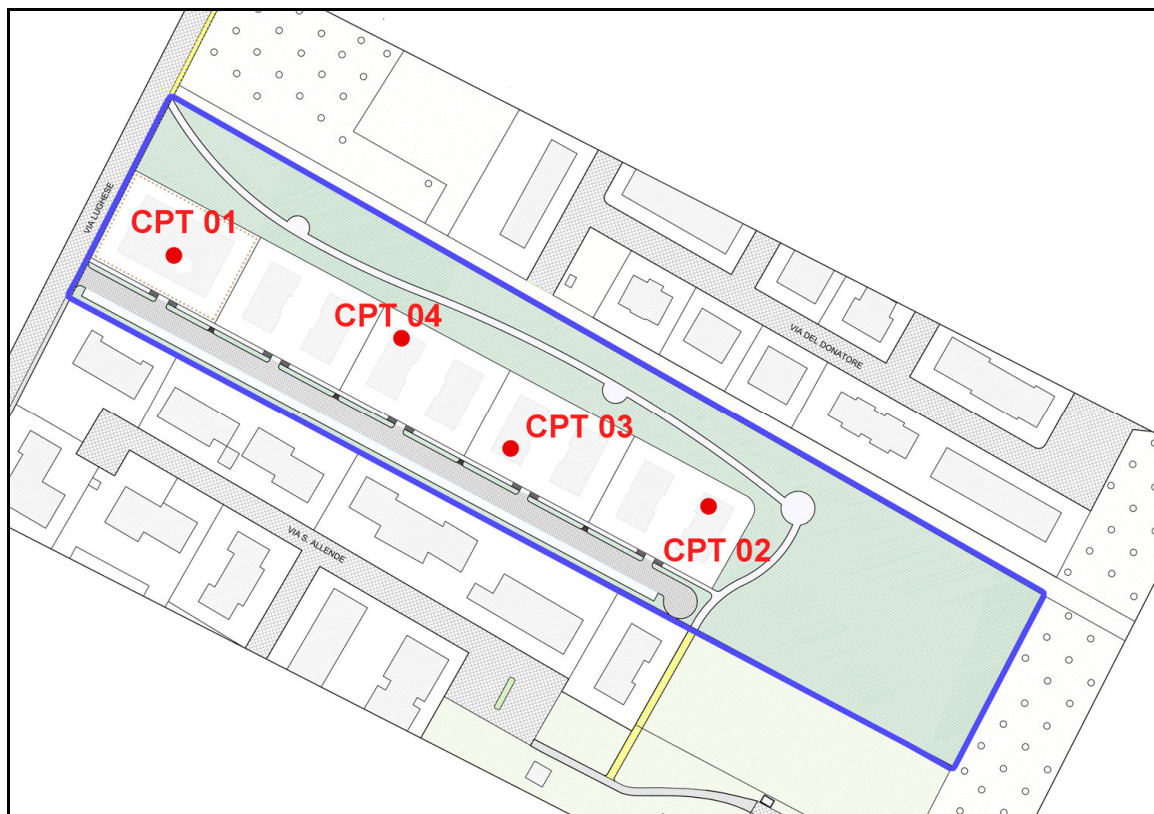 VIA LUGHESE
CPT 01
CPT 04
VIA DEL DONATORE
CPT 03
CPT 02
VIA S. ALLENDE